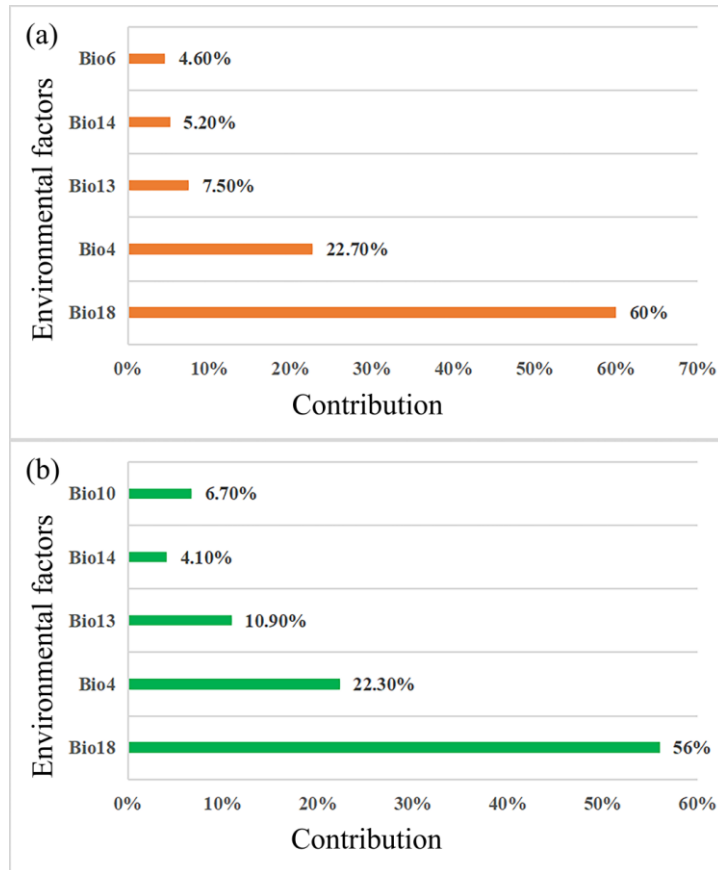 (a)
Environmental factors
Bio6 4.60%
Bio14 5.20%
Bio13 7.50%
Bio4 22.70%
Bio18 60%
0% 10% 20% 30% 40% 50% 60% 70%
Contribution
(b)
Environmental factors
Bio10 6.70%
Bio14 4.10%
Bio13 10.90%
Bio4 22.30%
Bio18 56%
0% 10% 20% 30% 40% 50% 60%
Contribution